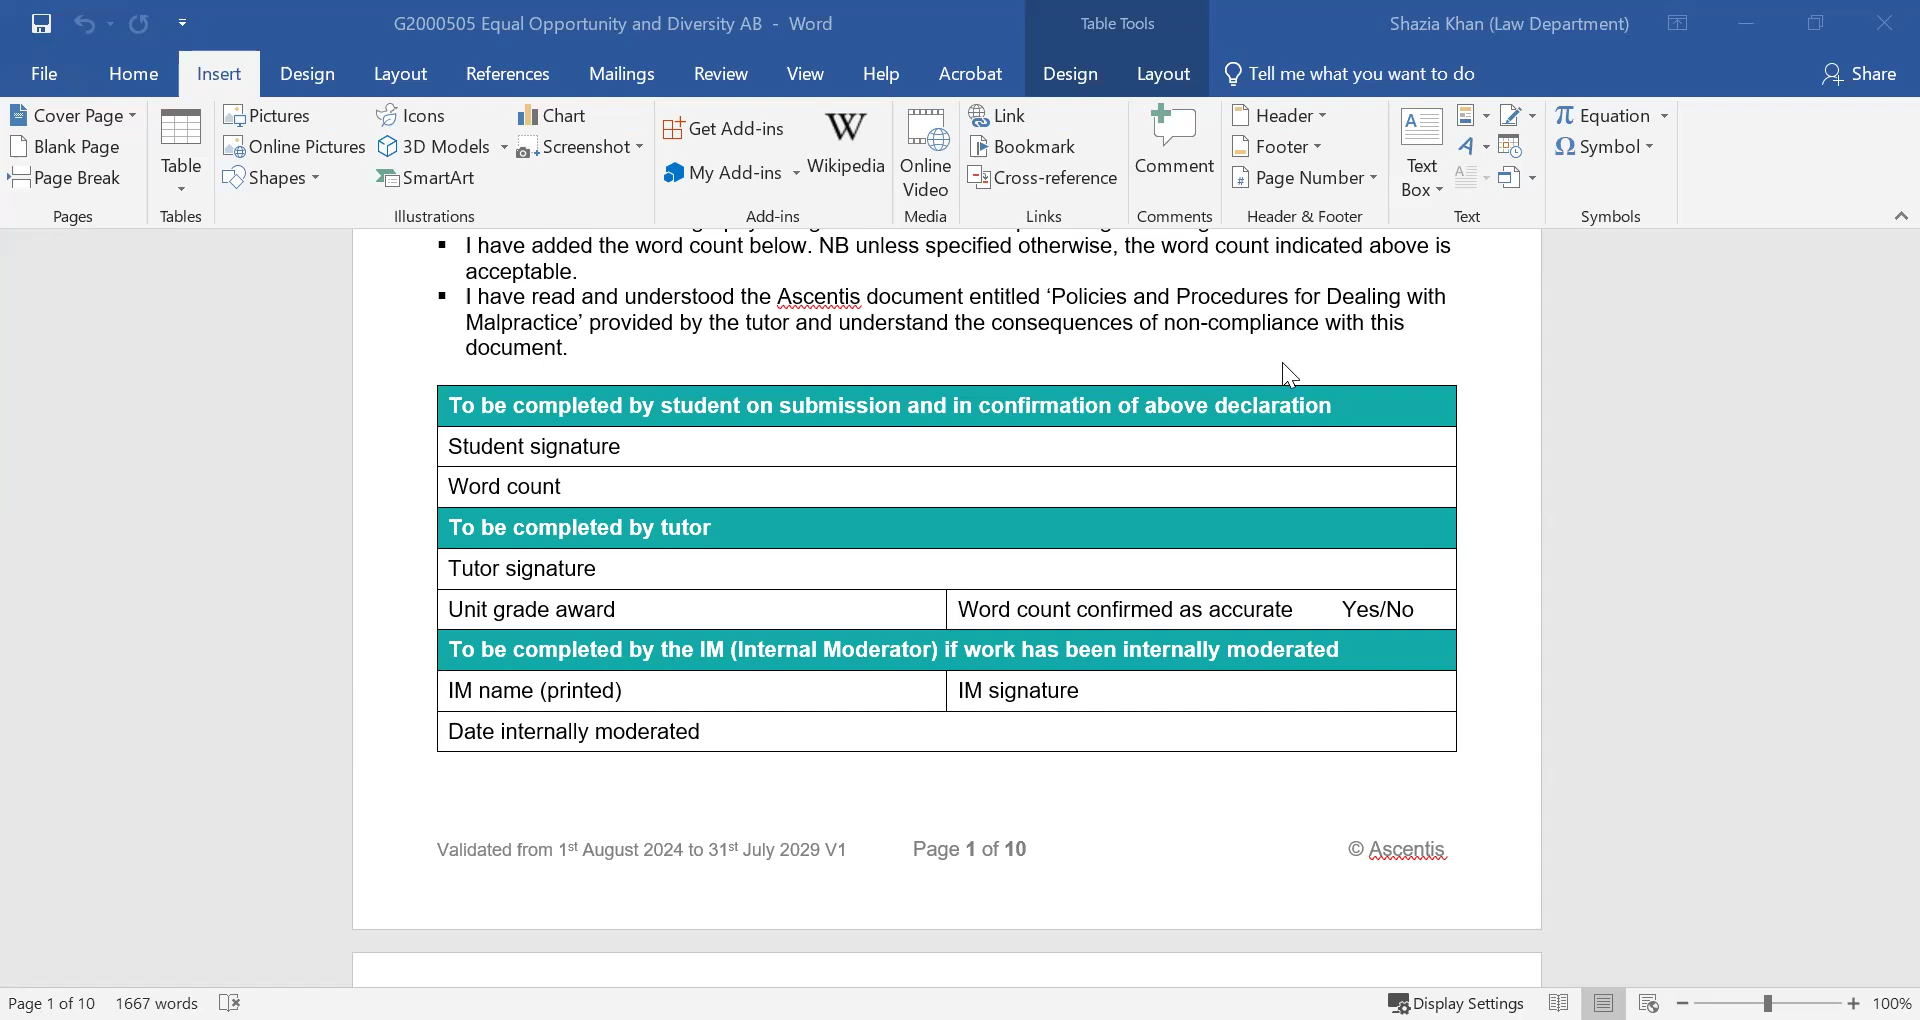 G2000505 Equal Opportunity and Diversity AB - Word
Table Tools
Shazia Khan (Law Department)
File Home Insert Design Layout References Mailings Review View Help Acrobat Design Layout Tell me what you want to do Share
Cover Page
Blank Page
Page Break
Pages
Table
Tables
Pictures
Online Pictures
Shapes
Icons
3D Models
SmartArt
Chart
Screenshot
Illustrations
Get Add-ins
My Add-ins
W
Wikipedia
Add-ins
Online
Video
Media
Link
Bookmark
Cross-reference
Links
Comment
Comments
Header
Footer
Page Number
Header & Footer
Text
Box
Text
Equation
Symbol
Symbols
I have added the word count below. NB unless specified otherwise, the word count indicated above is
acceptable.
I have read and understood the Ascentis document entitled ‘Policies and Procedures for Dealing with
Malpractice’ provided by the tutor and understand the consequences of non-compliance with this
document.
To be completed by student on submission and in confirmation of above declaration
Student signature
Word count
To be completed by tutor
Tutor signature
Unit grade award Word count confirmed as accurate Yes/No
To be completed by the IM (Internal Moderator) if work has been internally moderated
IM name (printed) IM signature
Date internally moderated
Validated from 1st August 2024 to 31st July 2029 V1 Page 1 of 10 © Ascentis
Page 1 of 10 1667 words Display Settings 100%